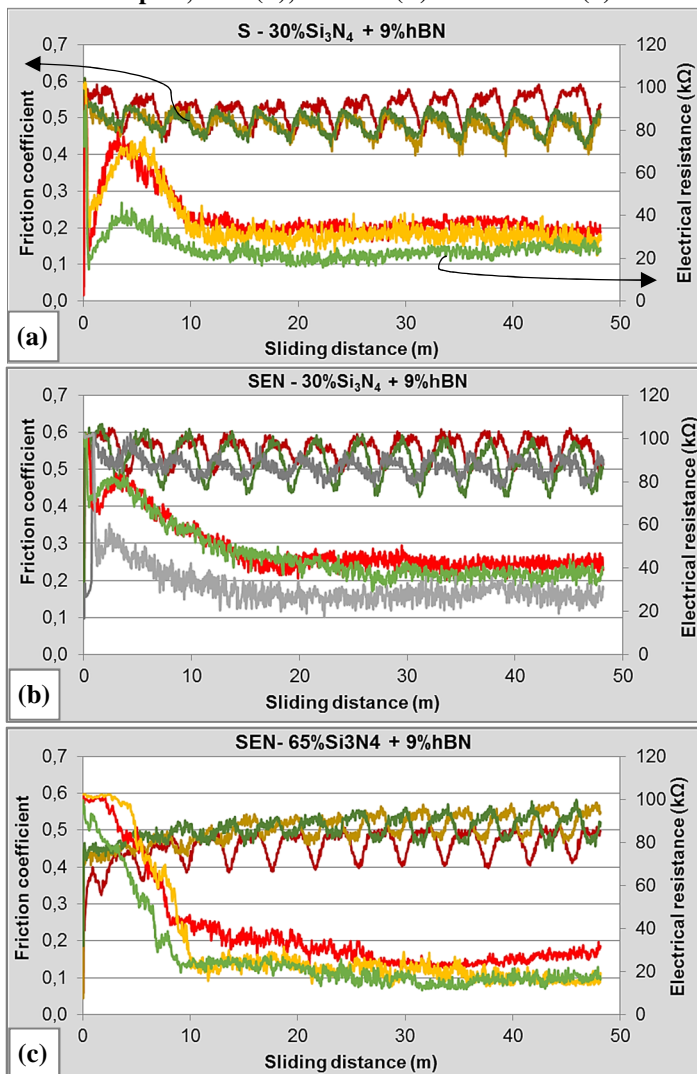 S - 30%Si₃N₄ + 9%hBN
0,7
0,6
0,5
0,4
0,3
0,2
0,1
0,0
Friction coefficient
120
100
80
60
40
20
0
Electrical resistance (kΩ)
0 10 20 30 40 50
Sliding distance (m)
(a)
SEN - 30%Si₃N₄ + 9%hBN
0,7
0,6
0,5
0,4
0,3
0,2
0,1
0,0
Friction coefficient
120
100
80
60
40
20
0
Electrical resistance (kΩ)
0 10 20 30 40 50
Sliding distance (m)
(b)
SEN- 65%Si3N4 + 9%hBN
0,7
0,6
0,5
0,4
0,3
0,2
0,1
0,0
Friction coefficient
120
100
80
60
40
20
0
Electrical resistance (kΩ)
0 10 20 30 40 50
Sliding distance (m)
(c)